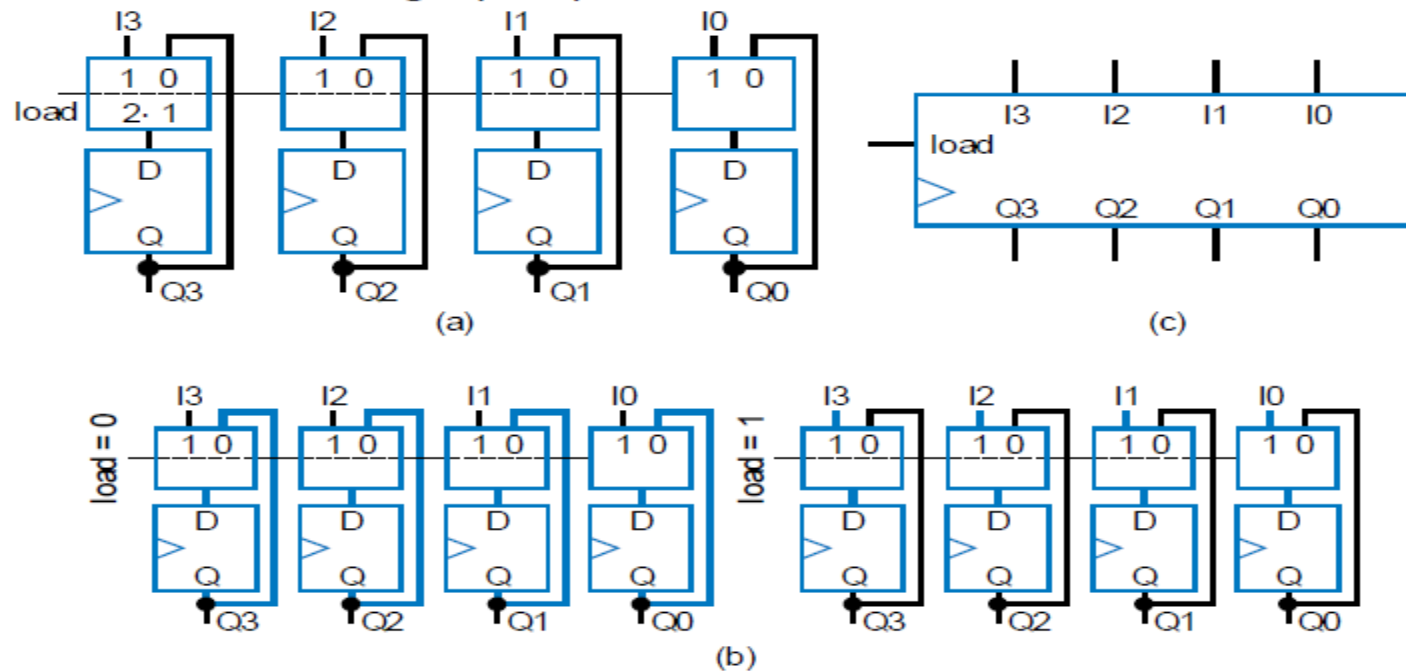 I3 I2 I1 I0
1 0 1 0 1 0 1 0
load 2· 1
D D D D
Q Q Q Q
Q3 Q2 Q1 Q0
(a)
I3 I2 I1 I0
load
Q3 Q2 Q1 Q0
(c)
load = 0
I3 I2 I1 I0
1 0 1 0 1 0 1 0
D D D D
Q Q Q Q
Q3 Q2 Q1 Q0
load = 1
I3 I2 I1 I0
1 0 1 0 1 0 1 0
D D D D
Q Q Q Q
Q3 Q2 Q1 Q0
(b)